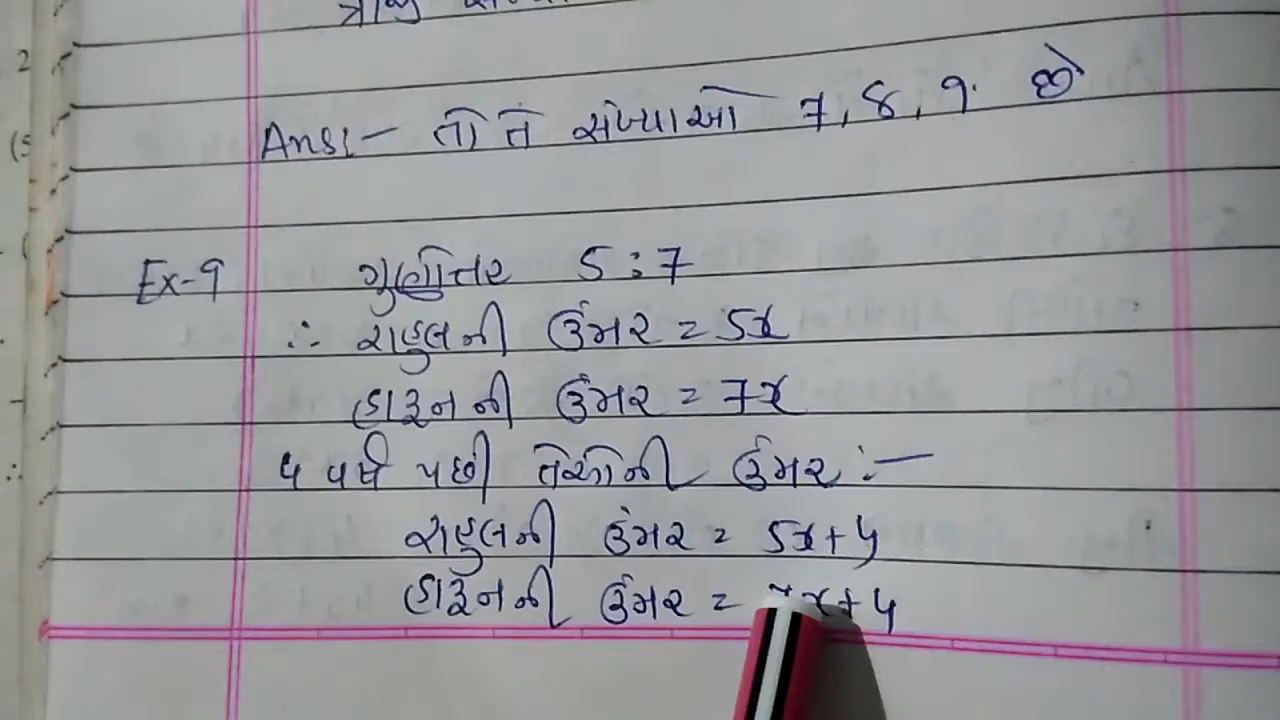 Ans:- તો તે સંખ્યાઓ 7, 8, 9. છે
Ex-9 ગુણોત્તર 5:7
∴ રાહુલની ઉંમર = 5x
હારૂનની ઉંમર = 7x
4 વર્ષ પછી તેઓની ઉંમર :-
રાહુલની ઉંમર = 5x+4
હારૂનની ઉંમર = 7x+4